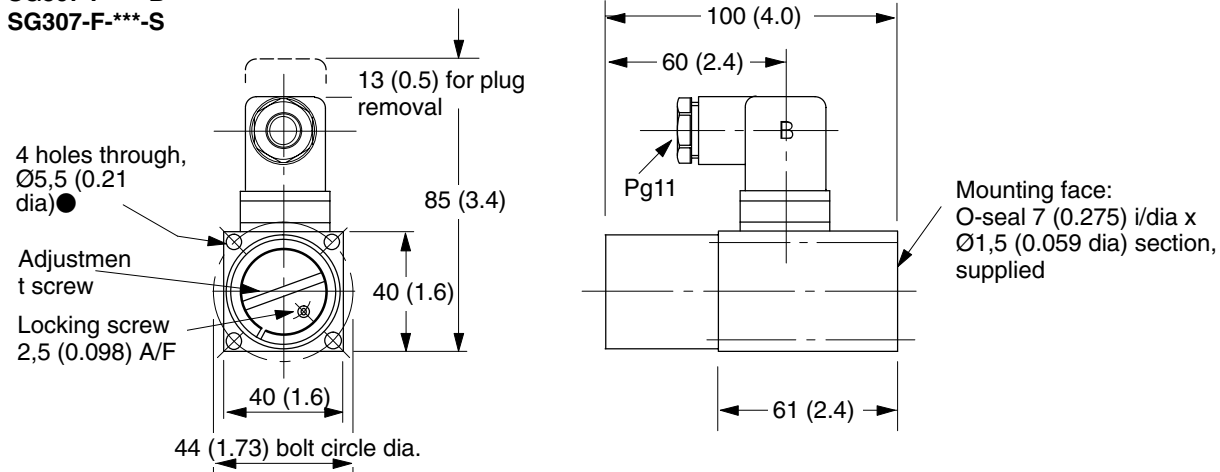 SG307-F-***-S
13 (0.5) for plug
removal
4 holes through,
Ø5,5 (0.21
dia)●
85 (3.4)
Adjustmen
t screw
40 (1.6)
Locking screw
2,5 (0.098) A/F
40 (1.6)
44 (1.73) bolt circle dia.
100 (4.0)
60 (2.4)
B
Pg11
Mounting face:
O-seal 7 (0.275) i/dia x
Ø1,5 (0.059 dia) section,
supplied
61 (2.4)